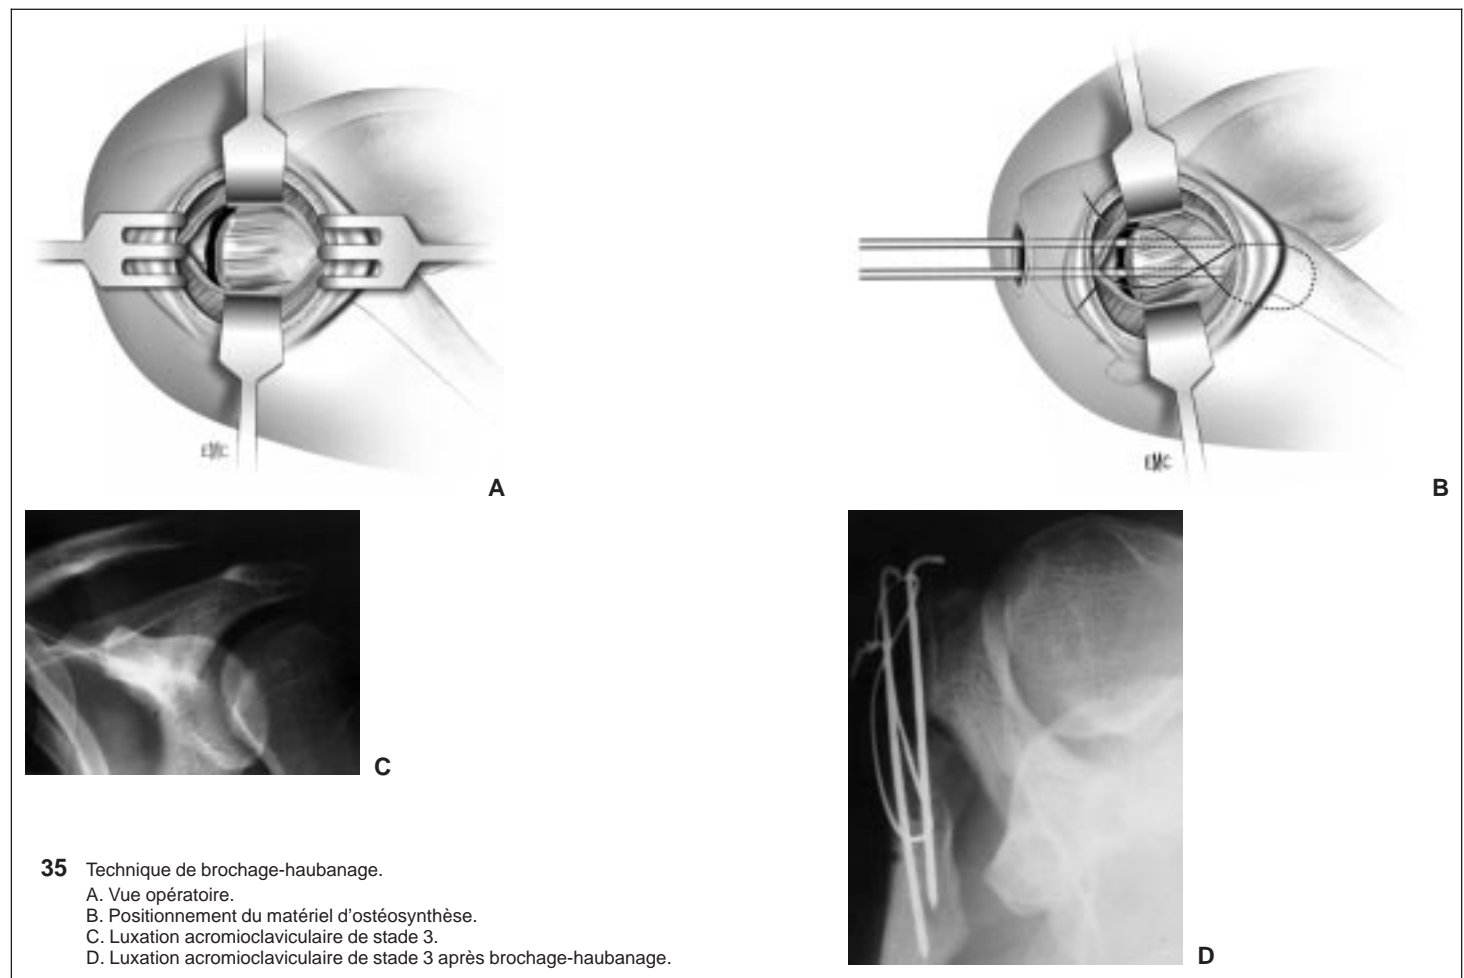 EMC
A
EMC
B
C
35 Technique de brochage-haubanage.
A. Vue opératoire.
B. Positionnement du matériel d'ostéosynthèse.
C. Luxation acromioclaviculaire de stade 3.
D. Luxation acromioclaviculaire de stade 3 après brochage-haubanage.
D